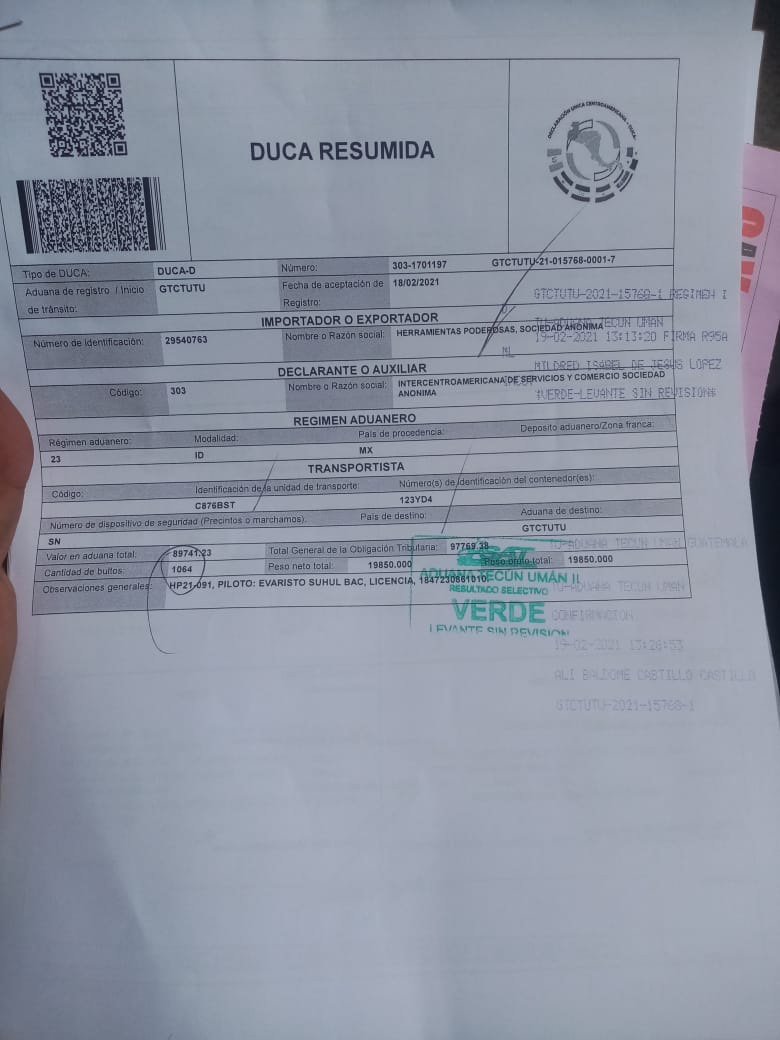 DUCA RESUMIDA
DECLARACIÓN ÚNICA CENTROAMERICANA - DUCA
Tipo de DUCA: DUCA-D Número: 303-1701197 GTCTUTU-21-015768-0001-7
Aduana de registro / Inicio de tránsito: GTCTUTU Fecha de aceptación de Registro: 18/02/2021
GTCTUTU-2021-15768-1 REGIMEN I
IMPORTADOR O EXPORTADOR
TU-ADUANA TECUN UMAN
Número de Identificación: 29540763 Nombre o Razón social: HERRAMIENTAS PODEROSAS, SOCIEDAD ANONIMA
19-02-2021 13:13:20 FIRMA R95A
DECLARANTE O AUXILIAR
MILDRED ISABEL DE JESUS LOPEZ
Código: 303 Nombre o Razón social: INTERCENTROAMERICANA DE SERVICIOS Y COMERCIO SOCIEDAD ANONIMA
*VERDE-LEVANTE SIN REVISION*
REGIMEN ADUANERO
Régimen aduanero: Modalidad: País de procedencia: Deposito aduanero/Zona franca:
23 ID MX
TRANSPORTISTA
Código: Identificación de la unidad de transporte: Número(s) de identificación del contenedor(es):
C876BST 123YD4
Número de dispositivo de seguridad (Precintos o marchamos): País de destino: Aduana de destino:
SN GTCTUTU
Valor en aduana total: 89741.23 Total General de la Obligación Tributaria: 97769.38
TU-ADUANA TECUN UMAN GUATEMALA
Cantidad de bultos: 1064 Peso neto total: 19850.000 Peso bruto total: 19850.000
Observaciones generales: HP21-091, PILOTO: EVARISTO SUHUL BAC, LICENCIA, 1847230861010
SAT
ADUANA TECÚN UMÁN II
RESULTADO SELECTIVO
VERDE
LEVANTE SIN REVISION
TU-ADUANA TECUN UMAN
CONFIRMACION
19-02-2021 13:26:53
ALI BALDOME CASTILLO CASTILLO
GTCTUTU-2021-15768-1